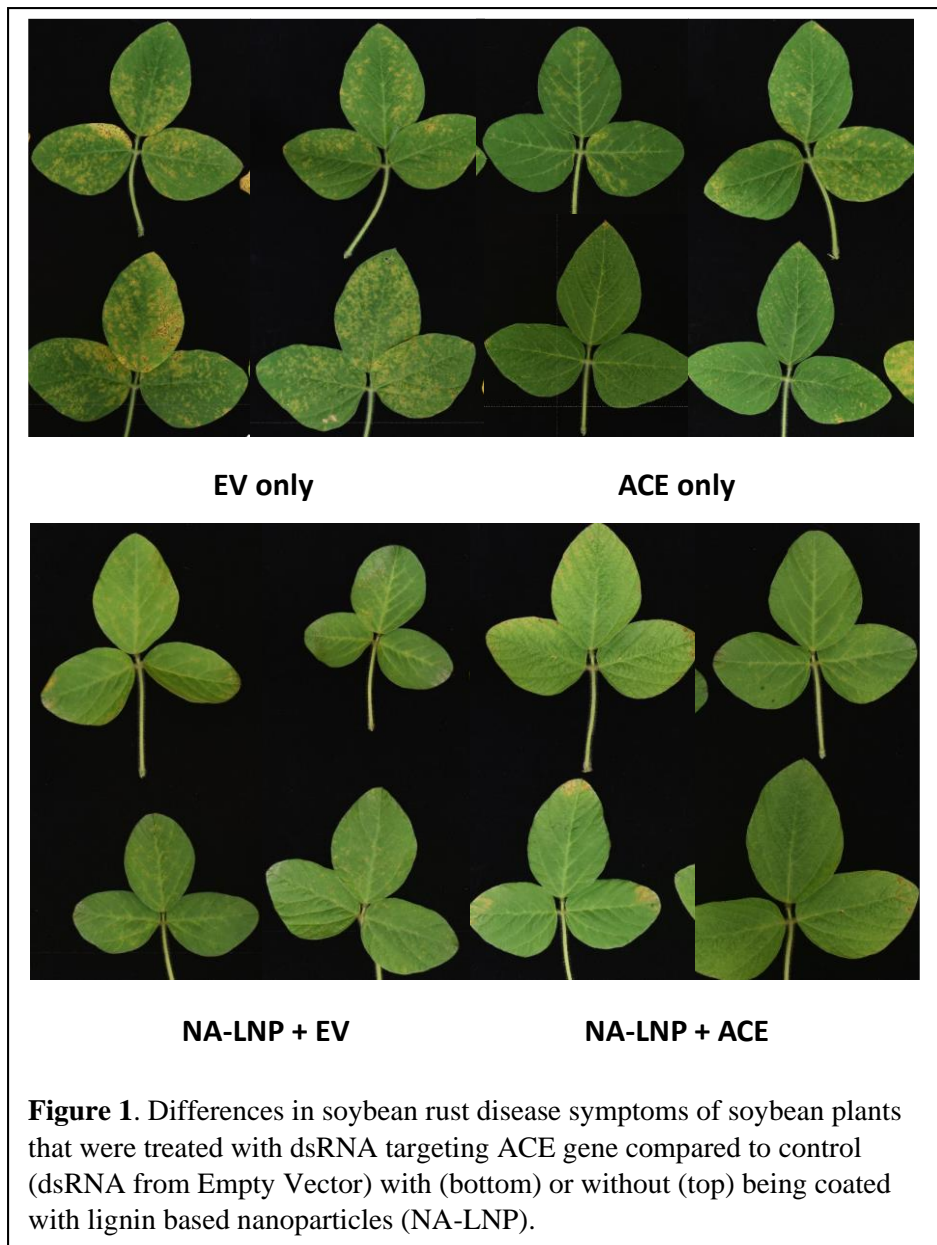 EV only
ACE only
NA-LNP + EV
NA-LNP + ACE
Figure 1. Differences in soybean rust disease symptoms of soybean plants
that were treated with dsRNA targeting ACE gene compared to control
(dsRNA from Empty Vector) with (bottom) or without (top) being coated
with lignin based nanoparticles (NA-LNP).